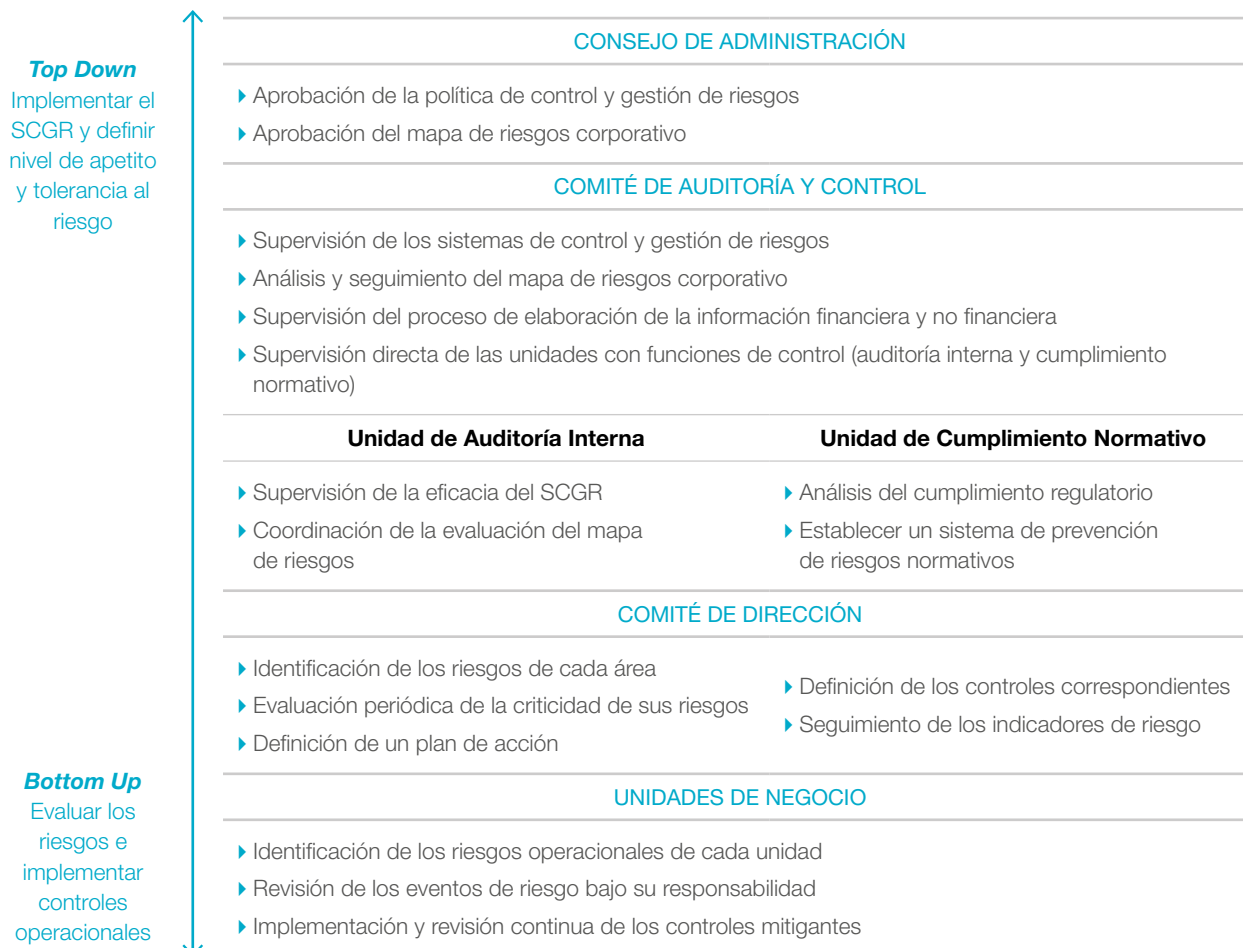 Top Down
Implementar el
SCGR y definir
nivel de apetito
y tolerancia al
riesgo
CONSEJO DE ADMINISTRACIÓN
Aprobación de la política de control y gestión de riesgos
Aprobación del mapa de riesgos corporativo
COMITÉ DE AUDITORÍA Y CONTROL
Supervisión de los sistemas de control y gestión de riesgos
Análisis y seguimiento del mapa de riesgos corporativo
Supervisión del proceso de elaboración de la información financiera y no financiera
Supervisión directa de las unidades con funciones de control (auditoría interna y cumplimiento
normativo)
Unidad de Auditoría Interna
Supervisión de la eficacia del SCGR
Coordinación de la evaluación del mapa
de riesgos
Unidad de Cumplimiento Normativo
Análisis del cumplimiento regulatorio
Establecer un sistema de prevención
de riesgos normativos
COMITÉ DE DIRECCIÓN
Identificación de los riesgos de cada área
Evaluación periódica de la criticidad de sus riesgos
Definición de un plan de acción
Definición de los controles correspondientes
Seguimiento de los indicadores de riesgo
Bottom Up
Evaluar los
riesgos e
implementar
controles
operacionales
UNIDADES DE NEGOCIO
Identificación de los riesgos operacionales de cada unidad
Revisión de los eventos de riesgo bajo su responsabilidad
Implementación y revisión continua de los controles mitigantes